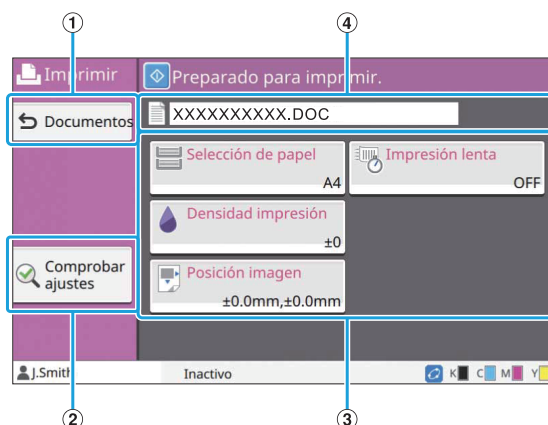 1 4
Imprimir Preparado para imprimir.
Documentos XXXXXXXXXX.DOC
Selección de papel Impresión lenta
A4 OFF
Densidad impresión
±0
Comprobar
ajustes
Posición imagen
±0.0mm,±0.0mm
J.Smith Inactivo K C M Y
2 3